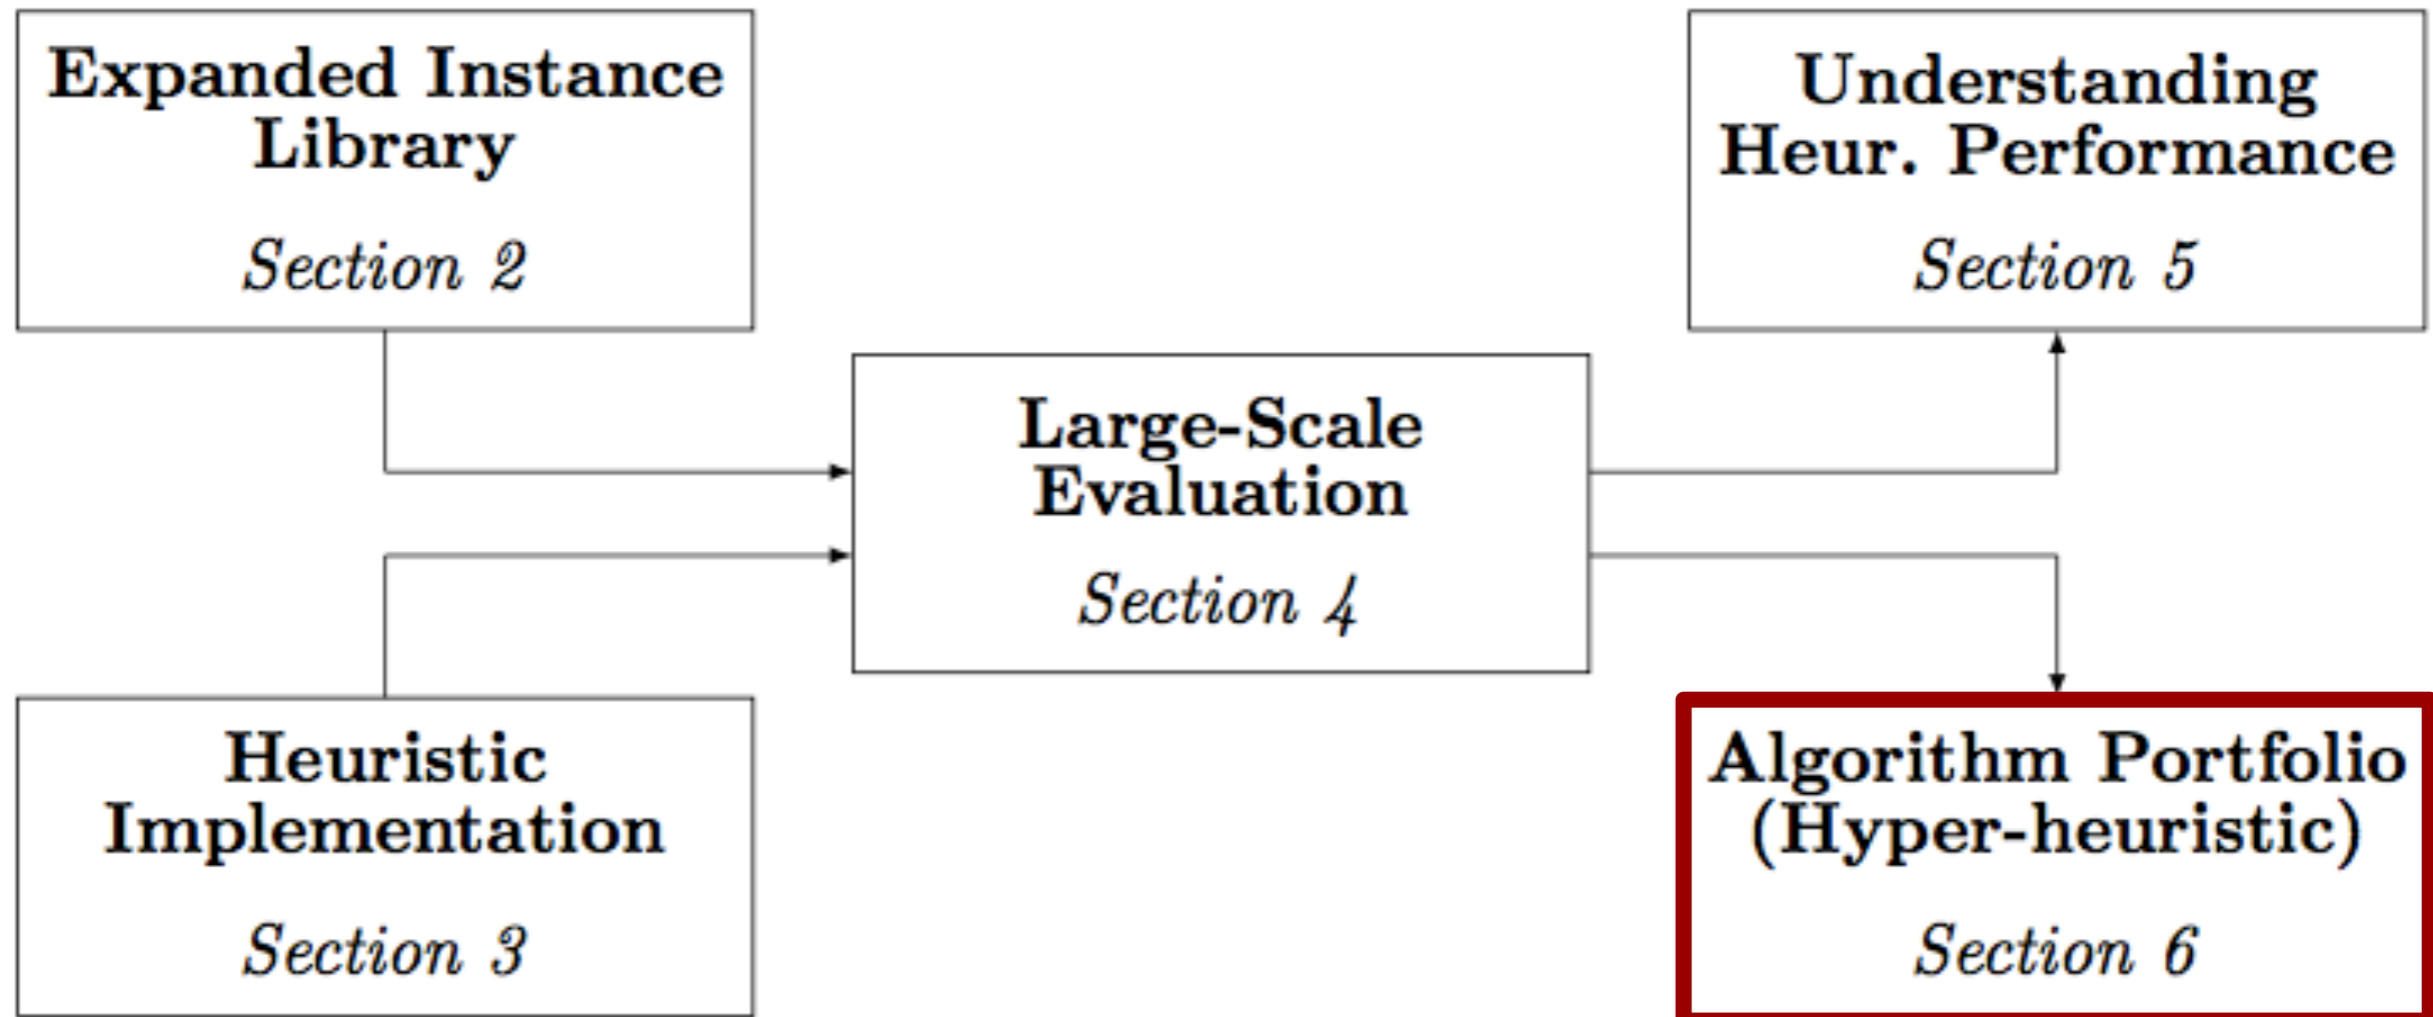 Expanded Instance
Library
Section 2
Understanding
Heur. Performance
Section 5
Large-Scale
Evaluation
Section 4
Heuristic
Implementation
Section 3
Algorithm Portfolio
(Hyper-heuristic)
Section 6